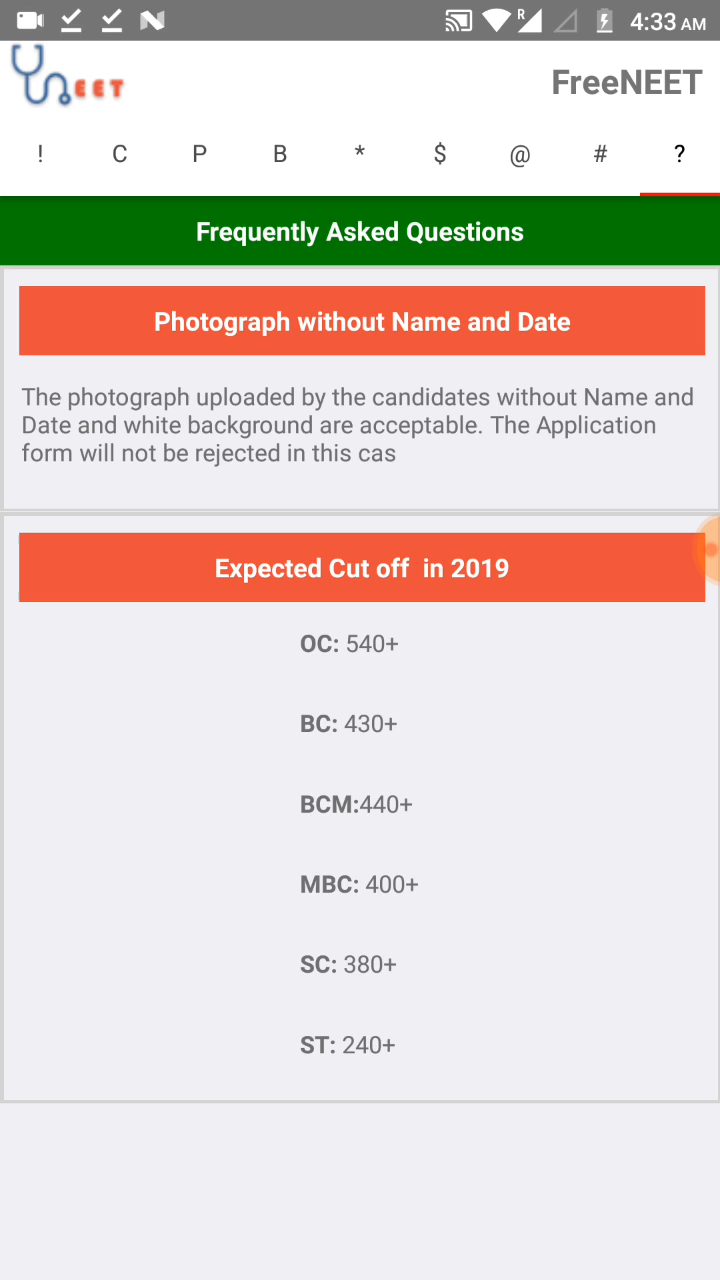 4:33 AM
R
EET
FreeNEET
! C P B * $ @ # ?
Frequently Asked Questions
Photograph without Name and Date
The photograph uploaded by the candidates without Name and
Date and white background are acceptable. The Application
form will not be rejected in this cas
Expected Cut off  in 2019
OC: 540+
BC: 430+
BCM:440+
MBC: 400+
SC: 380+
ST: 240+